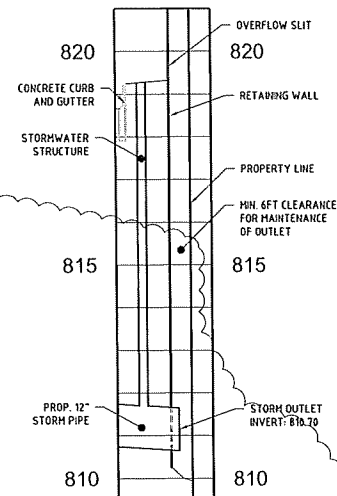 OVERFLOW SLIT
820
820
CONCRETE CURB
AND GUTTER
RETAINING WALL
STORMWATER
STRUCTURE
PROPERTY LINE
MIN. 6FT CLEARANCE
FOR MAINTENANCE
OF OUTLET
815
815
PROP. 12"
STORM PIPE
STORM OUTLET
INVERT: 810.70
810
810